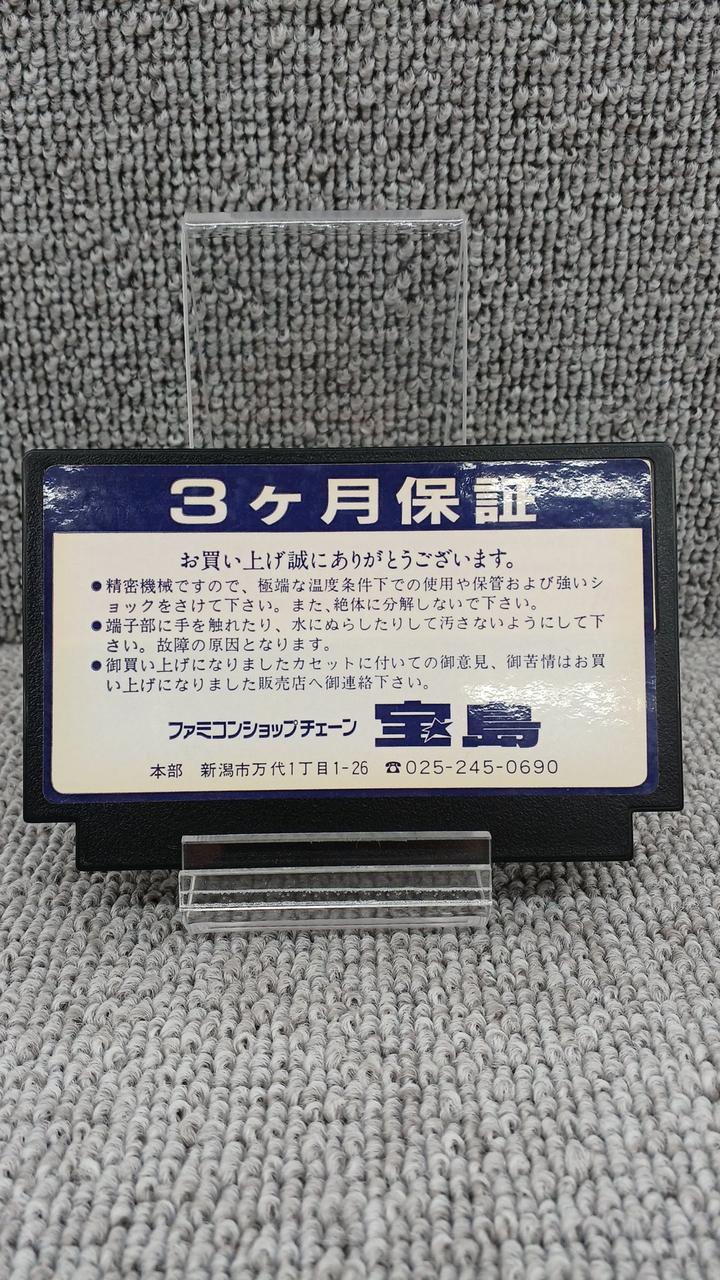 3ヶ月保証
お買い上げ誠にありがとうございます。
●精密機械ですので、極端な温度条件下での使用や保管および強いシ
ョックをさけて下さい。また、絶体に分解しないで下さい。
●端子部に手を触れたり、水にぬらしたりして汚さないようにして下
さい。故障の原因となります。
●御買い上げになりましたカセットに付いての御意見、御苦情はお買
い上げになりました販売店へ御連絡下さい。
ファミコンショップチェーン 宝島
本部 新潟市万代1丁目1-26 ☎025-245-0690